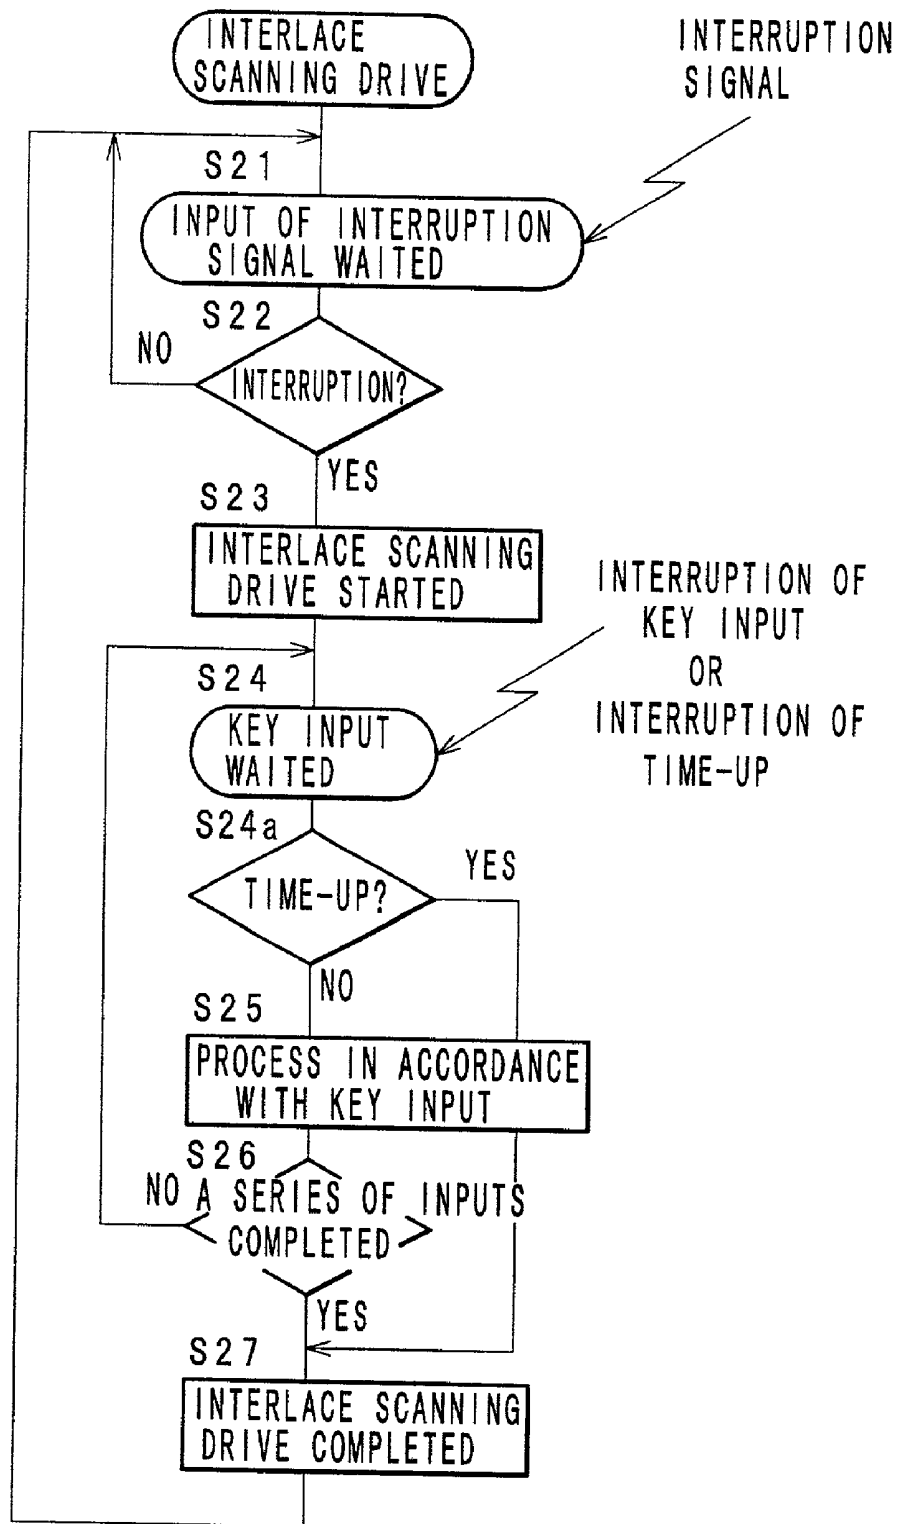 INTERLACE
SCANNING DRIVE
INTERRUPTION
SIGNAL
S21
INPUT OF INTERRUPTION
SIGNAL WAITED
S22
NO
INTERRUPTION?
YES
S23
INTERLACE SCANNING
DRIVE STARTED
INTERRUPTION OF
KEY INPUT
OR
INTERRUPTION OF
TIME-UP
S24
KEY INPUT
WAITED
S24a
TIME-UP?
YES
NO
S25
PROCESS IN ACCORDANCE
WITH KEY INPUT
S26
NO
A SERIES OF INPUTS
COMPLETED
YES
S27
INTERLACE SCANNING
DRIVE COMPLETED